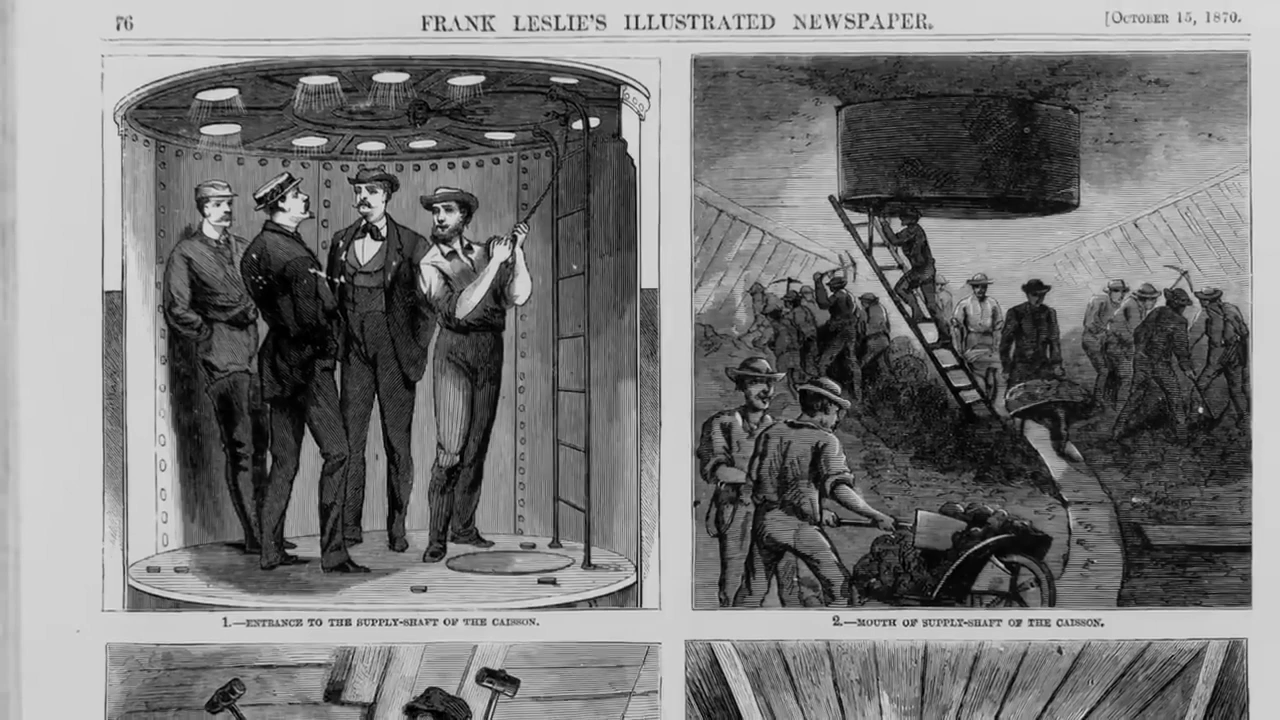 76
FRANK LESLIE'S ILLUSTRATED NEWSPAPER.
[OCTOBER 15, 1870.
1.—ENTRANCE TO THE SUPPLY-SHAFT OF THE CAISSON.
2.—MOUTH OF SUPPLY-SHAFT OF THE CAISSON.